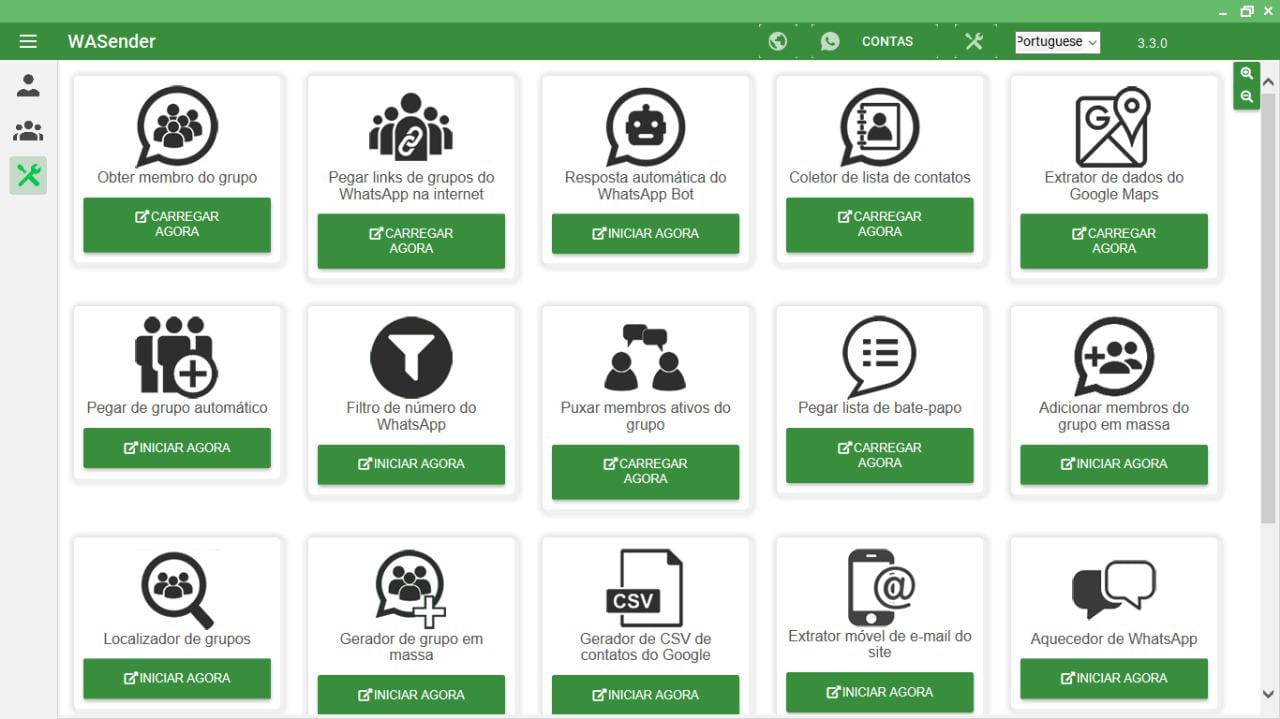 WASender
CONTAS
Portuguese
3.3.0
Obter membro do grupo
CARREGAR
AGORA
Pegar links de grupos do
WhatsApp na internet
CARREGAR
AGORA
Resposta automática do
WhatsApp Bot
INICIAR AGORA
Coletor de lista de contatos
CARREGAR
AGORA
G
Extrator de dados do
Google Maps
CARREGAR
AGORA
Pegar de grupo automático
INICIAR AGORA
Filtro de número do
WhatsApp
INICIAR AGORA
Puxar membros ativos do
grupo
CARREGAR
AGORA
Pegar lista de bate-papo
CARREGAR
AGORA
Adicionar membros do
grupo em massa
INICIAR AGORA
Localizador de grupos
INICIAR AGORA
Gerador de grupo em
massa
INICIAR AGORA
CSV
Gerador de CSV de
contatos do Google
INICIAR AGORA
@
Extrator móvel de e-mail do
site
INICIAR AGORA
Aquecedor de WhatsApp
INICIAR AGORA